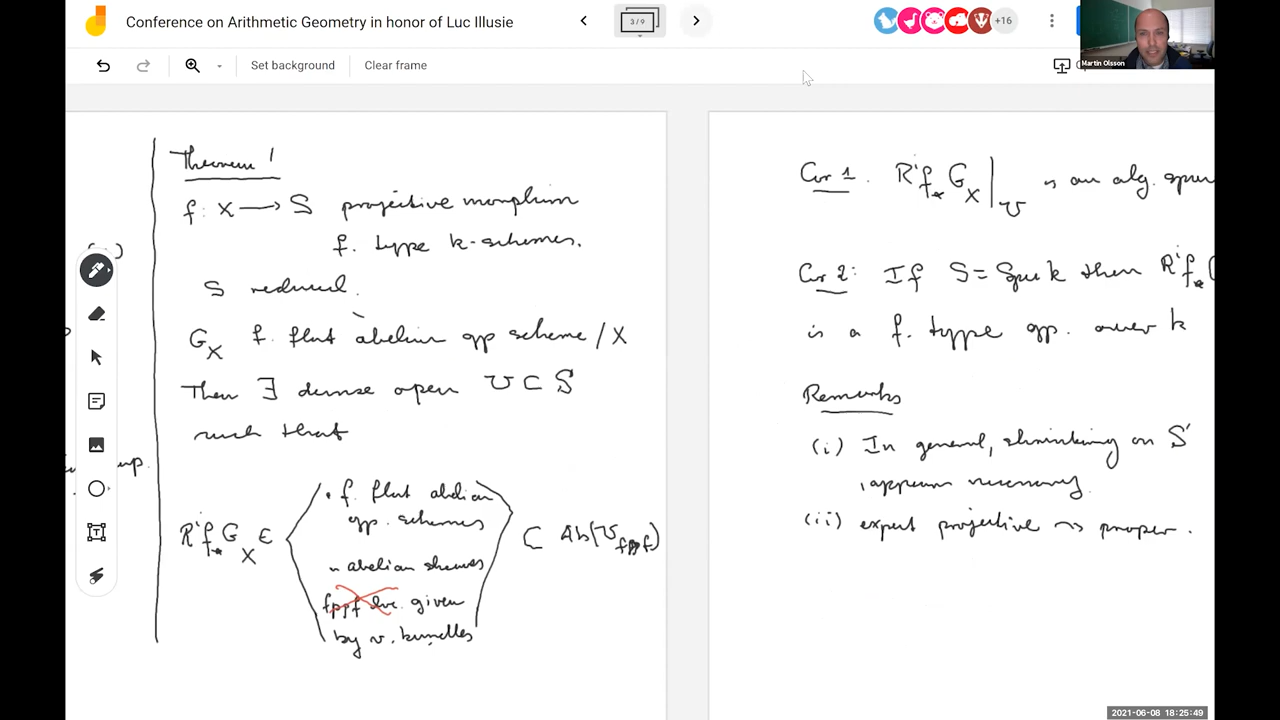 Conference on Arithmetic Geometry in honor of Luc Illusie
3/9
+16
Set background
Clear frame
Martin Olsson
Theorem 1
f: X → S projective morphism
f. type k-schemes.
S reduced.
G_X f. flat abelian gp scheme / X
Then ∃ dense open U ⊂ S
such that
R^i f_* G_X ∈
• f. flat abelian
gp. schemes
abelian schemes
fppf loc. given
by v. bundles
⊂ Ab(U_fppf)
Cor 1. R^i f_* G_X |_U is an alg. spa
Cor 2: If S = Spec k then R^i f_*
is a f. type gp. over k
Remarks
(i) In general, shrinking on S
appears necessary.
(ii) expect projective ⇝ proper.
up.
2021-06-08 18:25:49